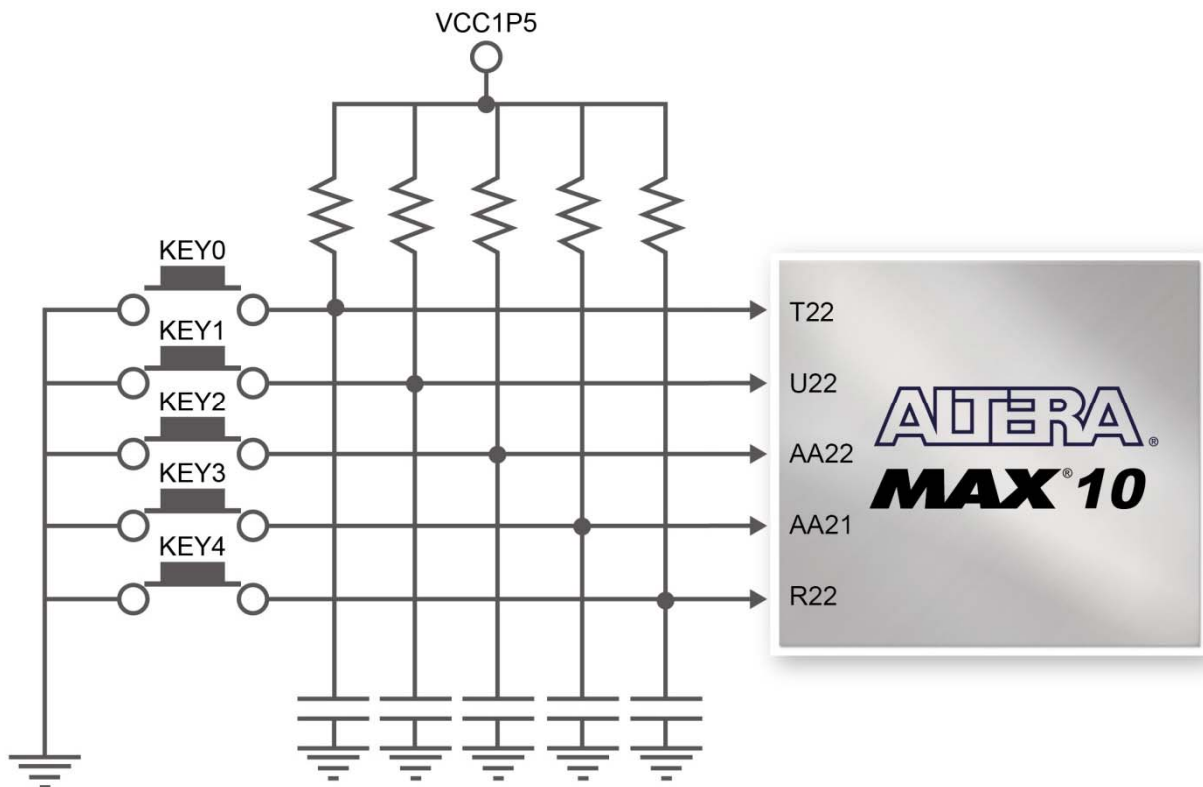 VCC1P5
KEY0
T22
KEY1
U22
KEY2
AA22
KEY3
AA21
KEY4
R22
ALTERA®
MAX® 10